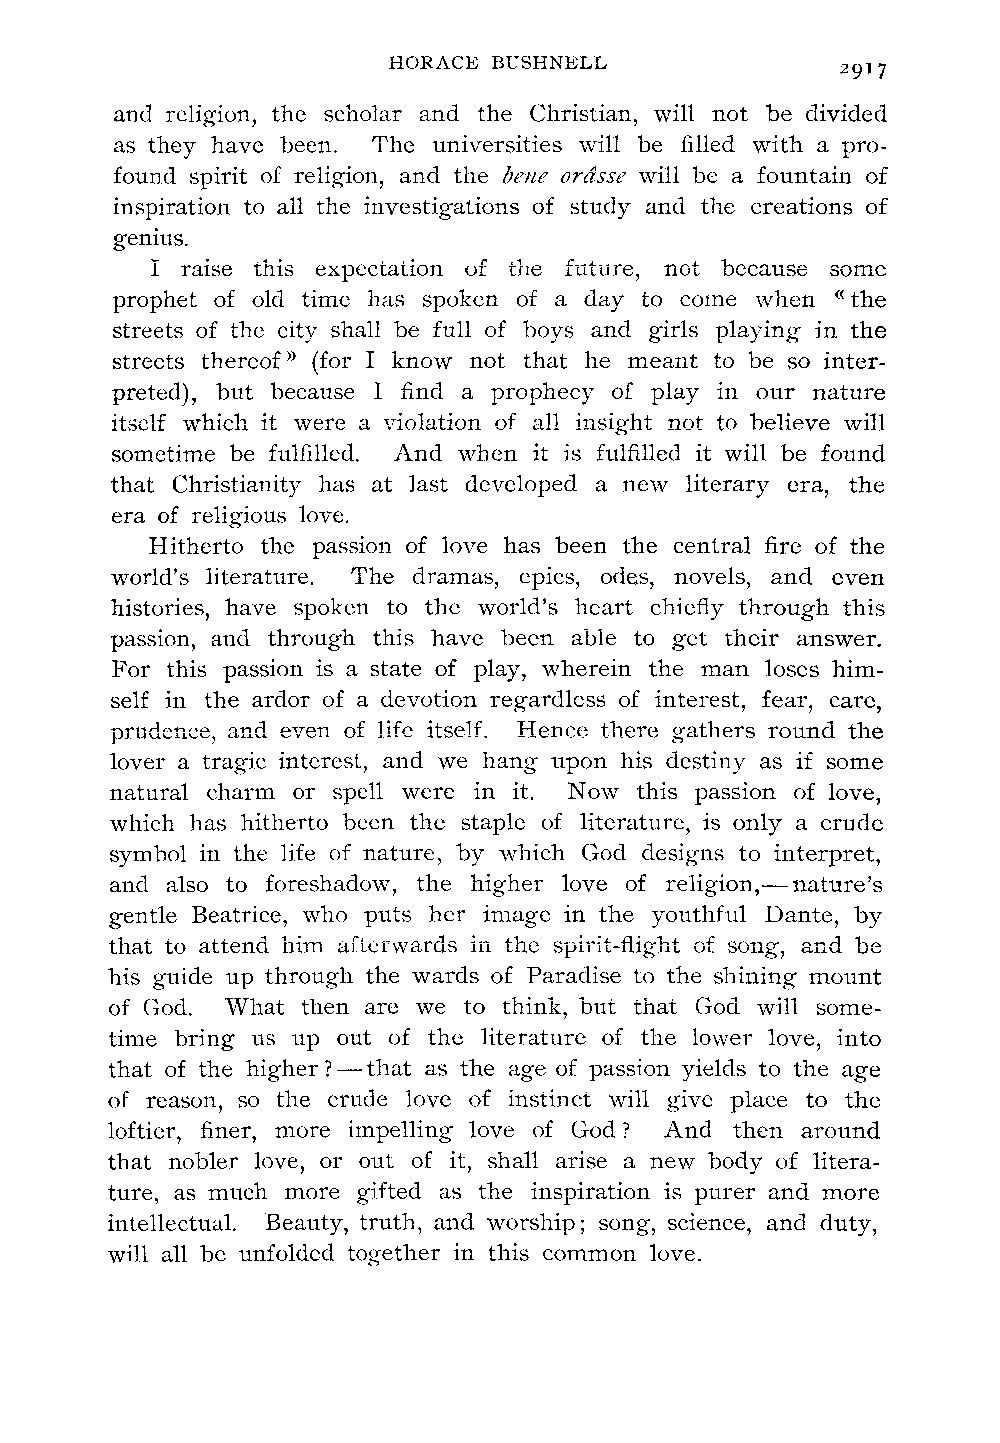 HORACE BUSHNELL 2917
and religion, the scholar and the Christian, will not be divided
as they have been. The universities will be filled with a pro-
found spirit of religion, and the bene orásse will be a fountain of
inspiration to all the investigations of study and the creations of
genius.
I raise this expectation of the future, not because some
prophet of old time has spoken of a day to come when «the
streets of the city shall be full of boys and girls playing in the
streets thereof» (for I know not that he meant to be so inter-
preted), but because I find a prophecy of play in our nature
itself which it were a violation of all insight not to believe will
sometime be fulfilled. And when it is fulfilled it will be found
that Christianity has at last developed a new literary era, the
era of religious love.
Hitherto the passion of love has been the central fire of the
world's literature. The dramas, epics, odes, novels, and even
histories, have spoken to the world's heart chiefly through this
passion, and through this have been able to get their answer.
For this passion is a state of play, wherein the man loses him-
self in the ardor of a devotion regardless of interest, fear, care,
prudence, and even of life itself. Hence there gathers round the
lover a tragic interest, and we hang upon his destiny as if some
natural charm or spell were in it. Now this passion of love,
which has hitherto been the staple of literature, is only a crude
symbol in the life of nature, by which God designs to interpret,
and also to foreshadow, the higher love of religion,—nature's
gentle Beatrice, who puts her image in the youthful Dante, by
that to attend him afterwards in the spirit-flight of song, and be
his guide up through the wards of Paradise to the shining mount
of God. What then are we to think, but that God will some-
time bring us up out of the literature of the lower love, into
that of the higher?—that as the age of passion yields to the age
of reason, so the crude love of instinct will give place to the
loftier, finer, more impelling love of God? And then around
that nobler love, or out of it, shall arise a new body of litera-
ture, as much more gifted as the inspiration is purer and more
intellectual. Beauty, truth, and worship; song, science, and duty,
will all be unfolded together in this common love.